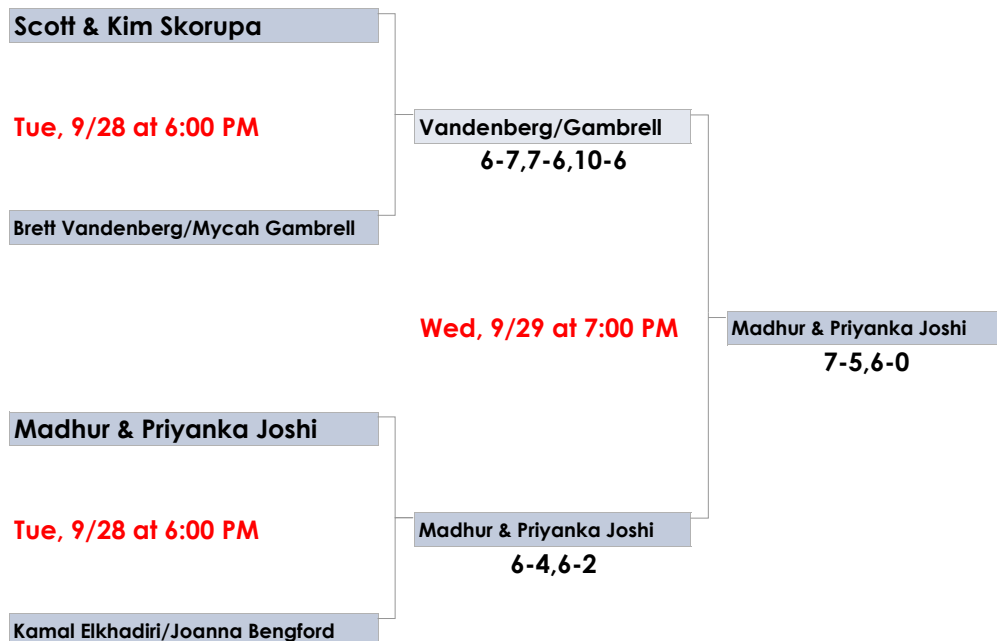 Scott & Kim Skorupa
Tue, 9/28 at 6:00 PM
Vandenberg/Gambrell
6-7,7-6,10-6
Brett Vandenberg/Mycah Gambrell
Wed, 9/29 at 7:00 PM
Madhur & Priyanka Joshi
7-5,6-0
Madhur & Priyanka Joshi
Tue, 9/28 at 6:00 PM
Madhur & Priyanka Joshi
6-4,6-2
Kamal Elkhadiri/Joanna Bengford